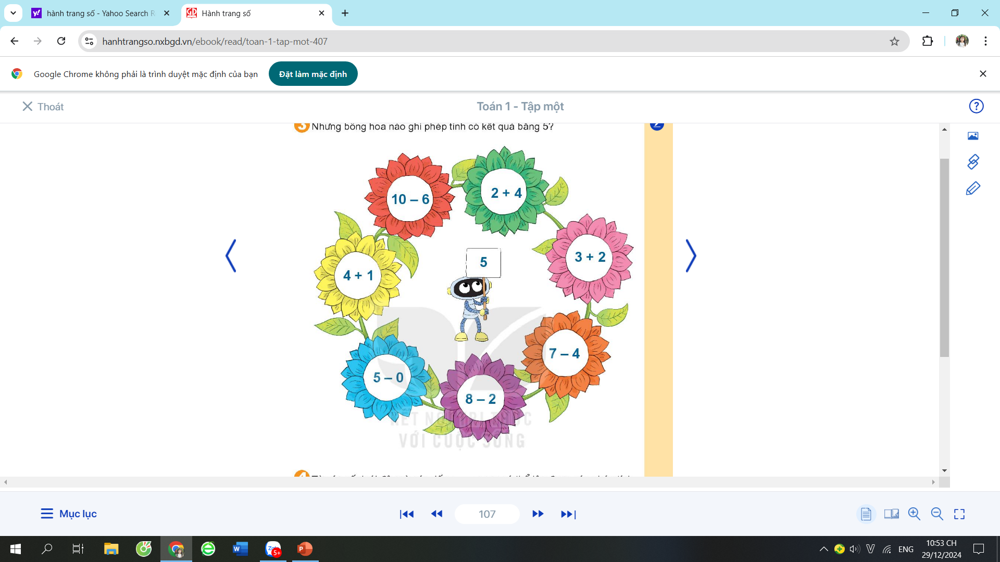 hành trang số - Yahoo Search R
Hành trang số
hanhtrangso.nxbgd.vn/ebook/read/toan-1-tap-mot-407
Google Chrome không phải là trình duyệt mặc định của bạn
Đặt làm mặc định
Thoát
Toán 1 - Tập một
3 Những bông hoa nào ghi phép tính có kết quả bằng 5?
2
10 – 6
2 + 4
3 + 2
4 + 1
5
7 – 4
5 – 0
8 – 2
KẾT NỐI TRI THỨC
VỚI CUỘC SỐNG
4
Mục lục
107
5+
ENG
10:53 CH
29/12/2024